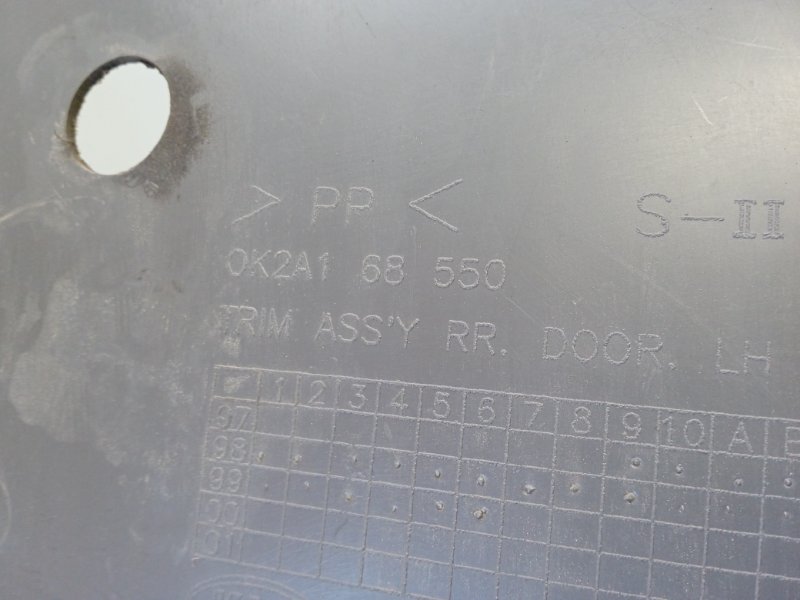 > PP <
S-II
0K2A1 68 550
TRIM ASS'Y RR. DOOR. LH
1 2 3 4 5 6 7 8 9 10 A B
97
98
99
00
01